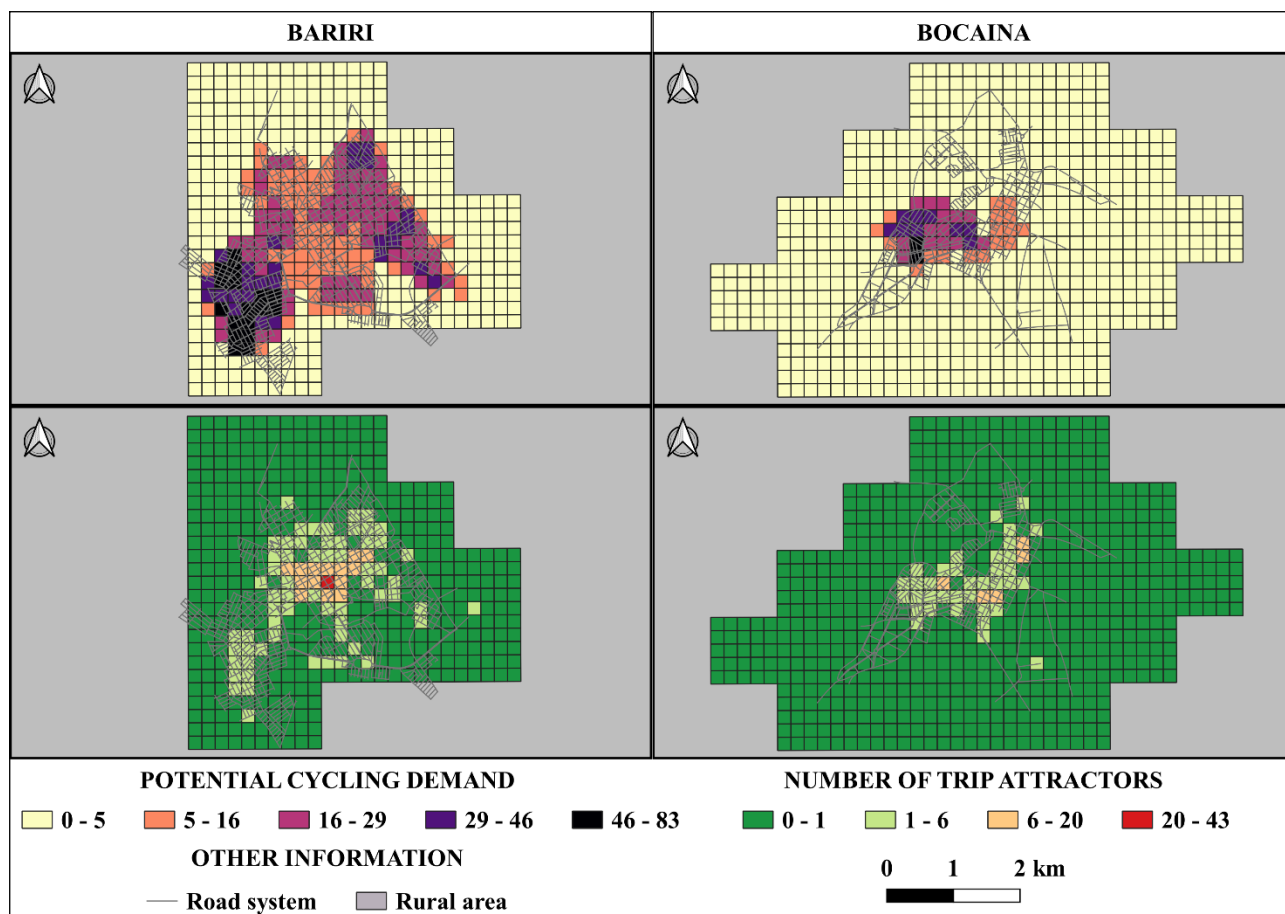 BARIRI BOCAINA
POTENTIAL CYCLING DEMAND NUMBER OF TRIP ATTRACTORS
0 - 5 5 - 16 16 - 29 29 - 46 46 - 83 0 - 1 1 - 6 6 - 20 20 - 43
OTHER INFORMATION
0 1 2 km
Road system Rural area